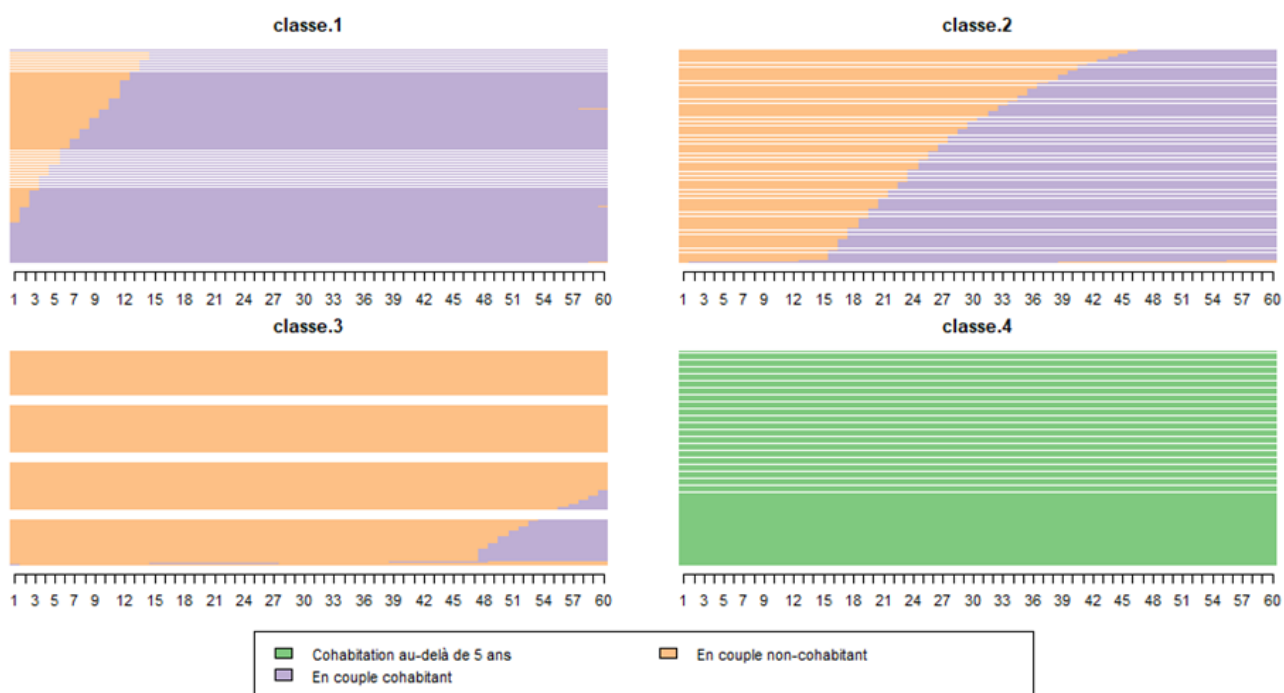 classe.1
classe.2
1 3 5 7 9 12 15 18 21 24 27 30 33 36 39 42 45 48 51 54 57 60
1 3 5 7 9 12 15 18 21 24 27 30 33 36 39 42 45 48 51 54 57 60
classe.3
classe.4
1 3 5 7 9 12 15 18 21 24 27 30 33 36 39 42 45 48 51 54 57 60
1 3 5 7 9 12 15 18 21 24 27 30 33 36 39 42 45 48 51 54 57 60
Cohabitation au-delà de 5 ans
En couple non-cohabitant
En couple cohabitant